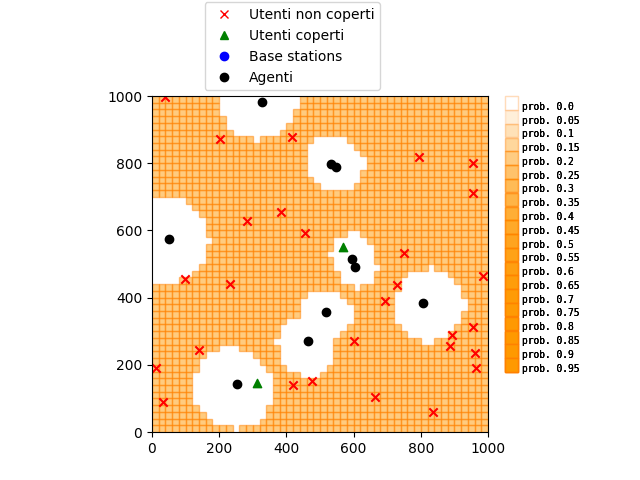 Utenti non coperti
Utenti coperti
Base stations
Agenti
1000
800
600
400
200
0
0 200 400 600 800 1000
prob. 0.0
prob. 0.05
prob. 0.1
prob. 0.15
prob. 0.2
prob. 0.25
prob. 0.3
prob. 0.35
prob. 0.4
prob. 0.45
prob. 0.5
prob. 0.55
prob. 0.6
prob. 0.65
prob. 0.7
prob. 0.75
prob. 0.8
prob. 0.85
prob. 0.9
prob. 0.95